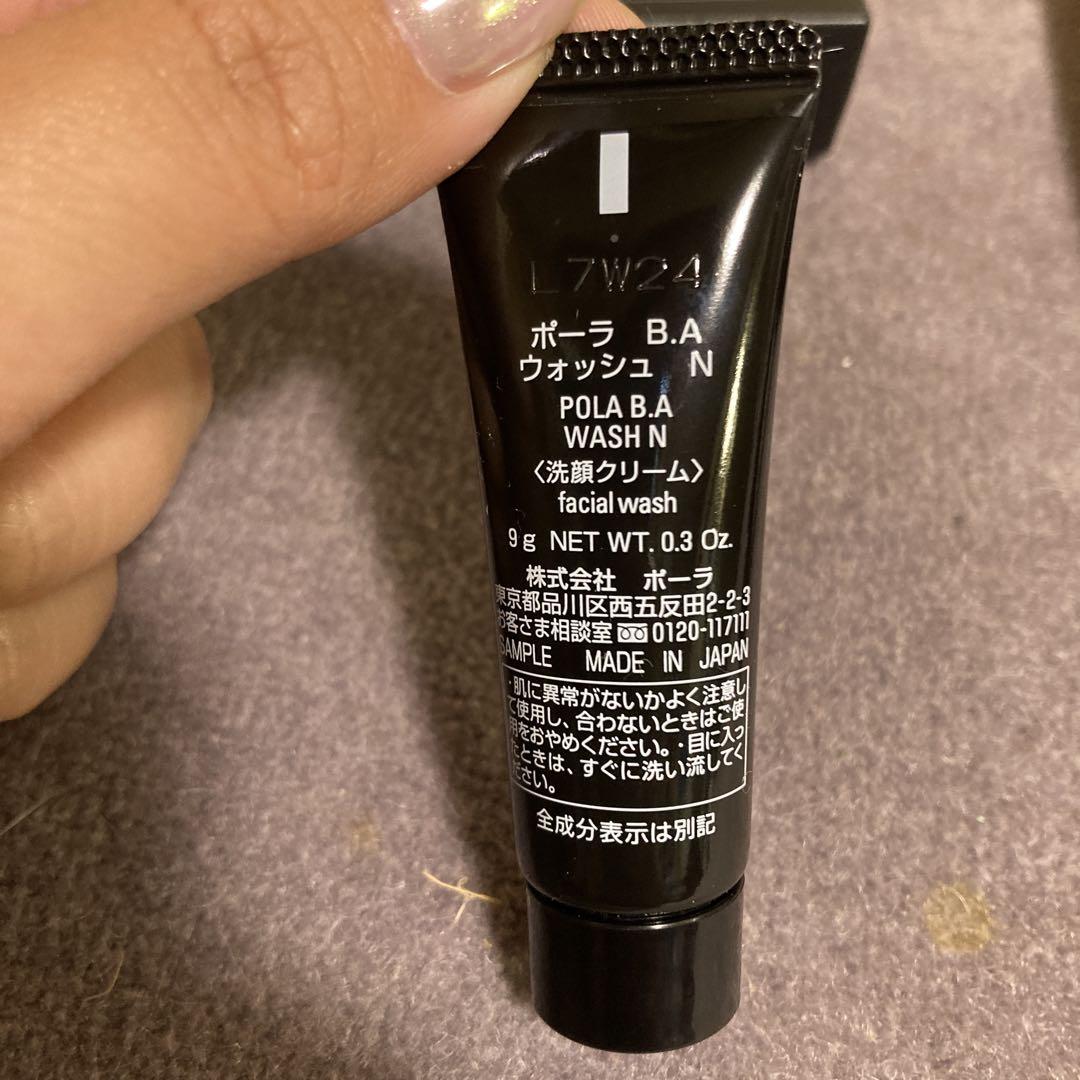 L7W24
ポーラ B.A
ウォッシュ N
POLA B.A
WASH N
〈洗顔クリーム〉
facial wash
9g NET WT. 0.3 Oz.
株式会社 ポーラ
東京都品川区西五反田2-2-3
お客さま相談室 0120-117111
SAMPLE MADE IN JAPAN
・肌に異常がないかよく注意し
て使用し、合わないときはご使
用をおやめください。・目に入っ
たときは、すぐに洗い流してく
ださい。
全成分表示は別記